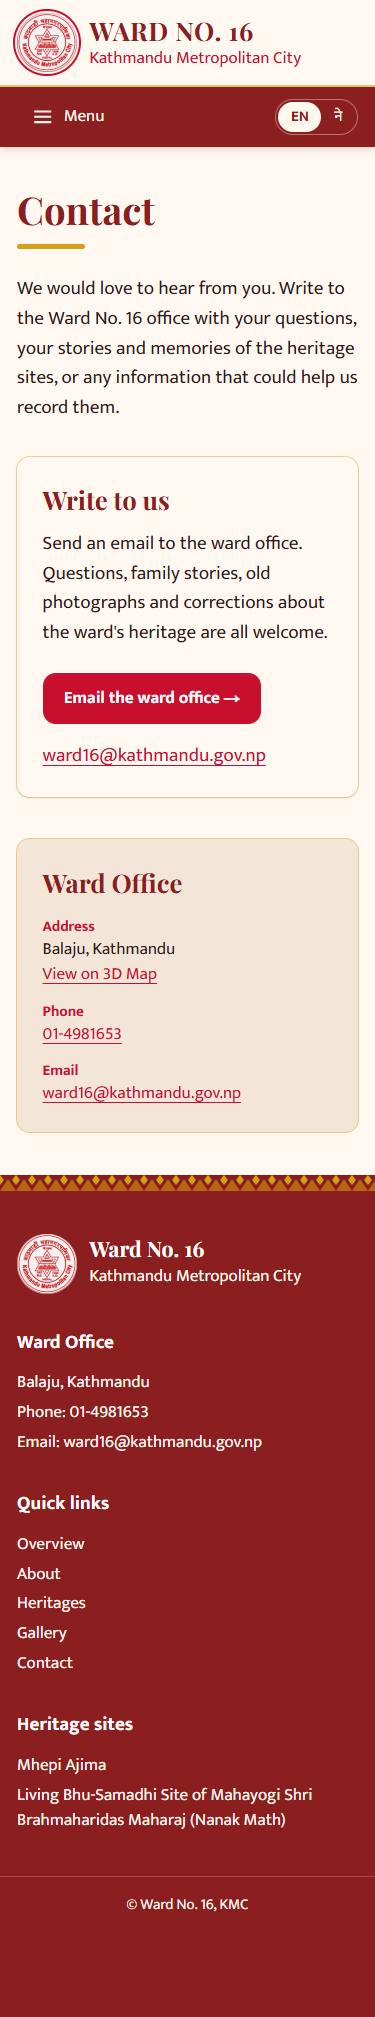 WARD NO. 16
Kathmandu Metropolitan City
Menu
EN
ने
Contact
We would love to hear from you. Write to
the Ward No. 16 office with your questions,
your stories and memories of the heritage
sites, or any information that could help us
record them.
Write to us
Send an email to the ward office.
Questions, family stories, old
photographs and corrections about
the ward's heritage are all welcome.
Email the ward office →
ward16@kathmandu.gov.np
Ward Office
Address
Balaju, Kathmandu
View on 3D Map
Phone
01-4981653
Email
ward16@kathmandu.gov.np
Ward No. 16
Kathmandu Metropolitan City
Ward Office
Balaju, Kathmandu
Phone: 01-4981653
Email: ward16@kathmandu.gov.np
Quick links
Overview
About
Heritages
Gallery
Contact
Heritage sites
Mhepi Ajima
Living Bhu-Samadhi Site of Mahayogi Shri
Brahmaharidas Maharaj (Nanak Math)
© Ward No. 16, KMC